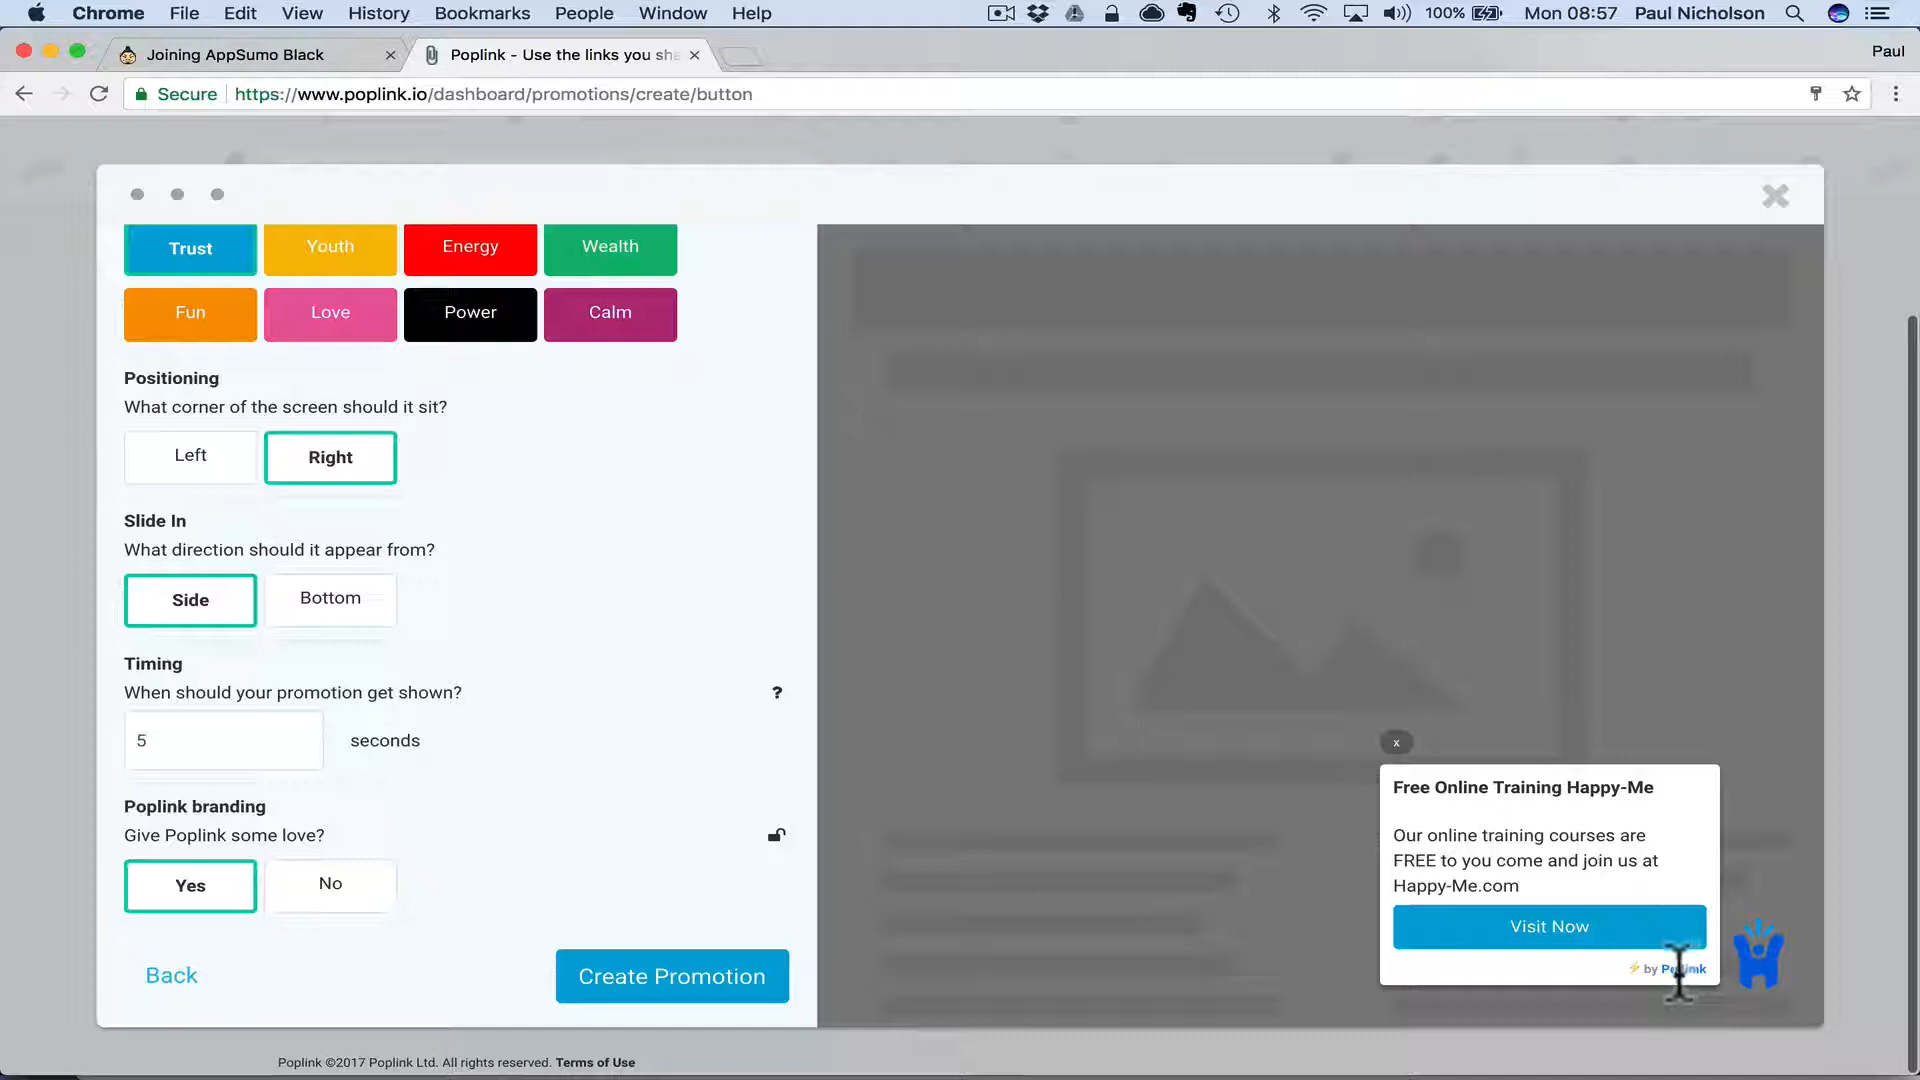 Chrome File Edit View History Bookmarks People Window Help 100% Mon 08:57 Paul Nicholson
Joining AppSumo Black × Poplink - Use the links you sha × Paul
Secure https://www.poplink.io/dashboard/promotions/create/button
Trust Youth Energy Wealth
Fun Love Power Calm
Positioning
What corner of the screen should it sit?
Left Right
Slide In
What direction should it appear from?
Side Bottom
Timing
When should your promotion get shown? ?
5 seconds
Poplink branding
Give Poplink some love?
Yes No
Back Create Promotion
x
Free Online Training Happy-Me
Our online training courses are
FREE to you come and join us at
Happy-Me.com
Visit Now
by Poplink
Poplink ©2017 Poplink Ltd. All rights reserved. Terms of Use